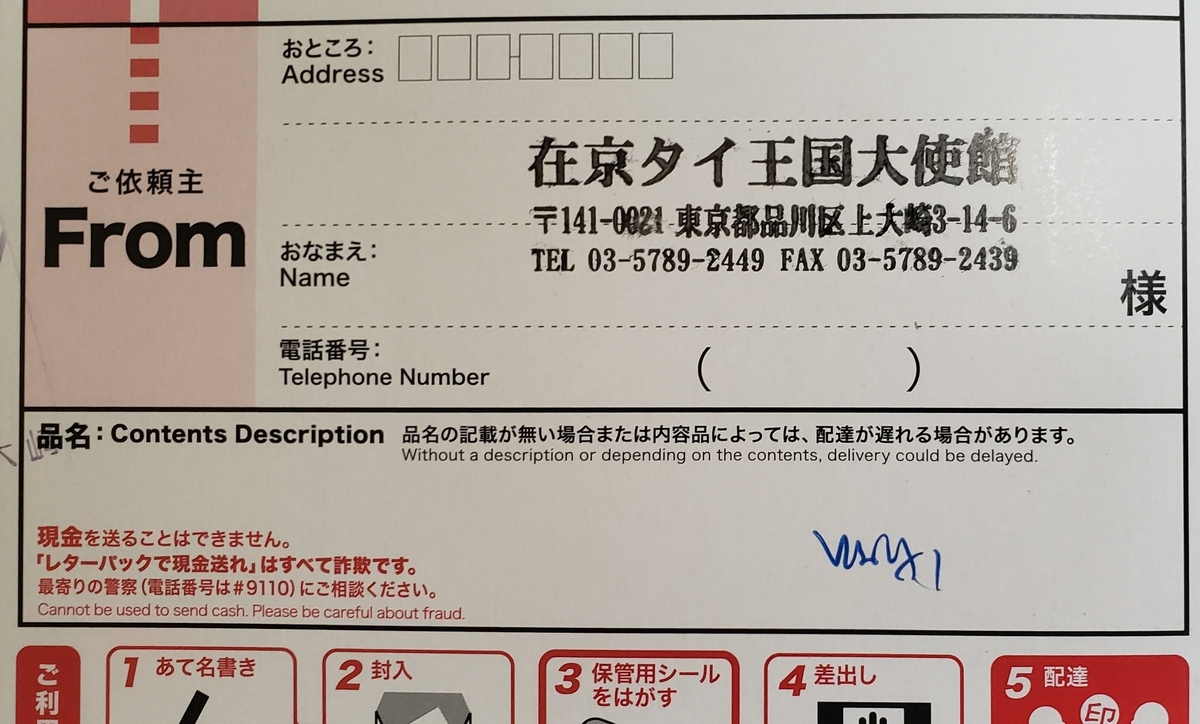 おところ：
Address
在京タイ王国大使館
ご依頼主
From
〒141-0021 東京都品川区上大崎3-14-6
おなまえ：
Name
TEL 03-5789-2449 FAX 03-5789-2439
様
電話番号：
Telephone Number
( )
品名：Contents Description
品名の記載が無い場合または内容品によっては、配達が遅れる場合があります。
Without a description or depending on the contents, delivery could be delayed.
現金を送ることはできません。
「レターパックで現金送れ」はすべて詐欺です。
最寄りの警察（電話番号は#9110）にご相談ください。
Cannot be used to send cash. Please be careful about fraud.
ご利
1 あて名書き
2 封入
3 保管用シール
をはがす
4 差出し
5 配達
印